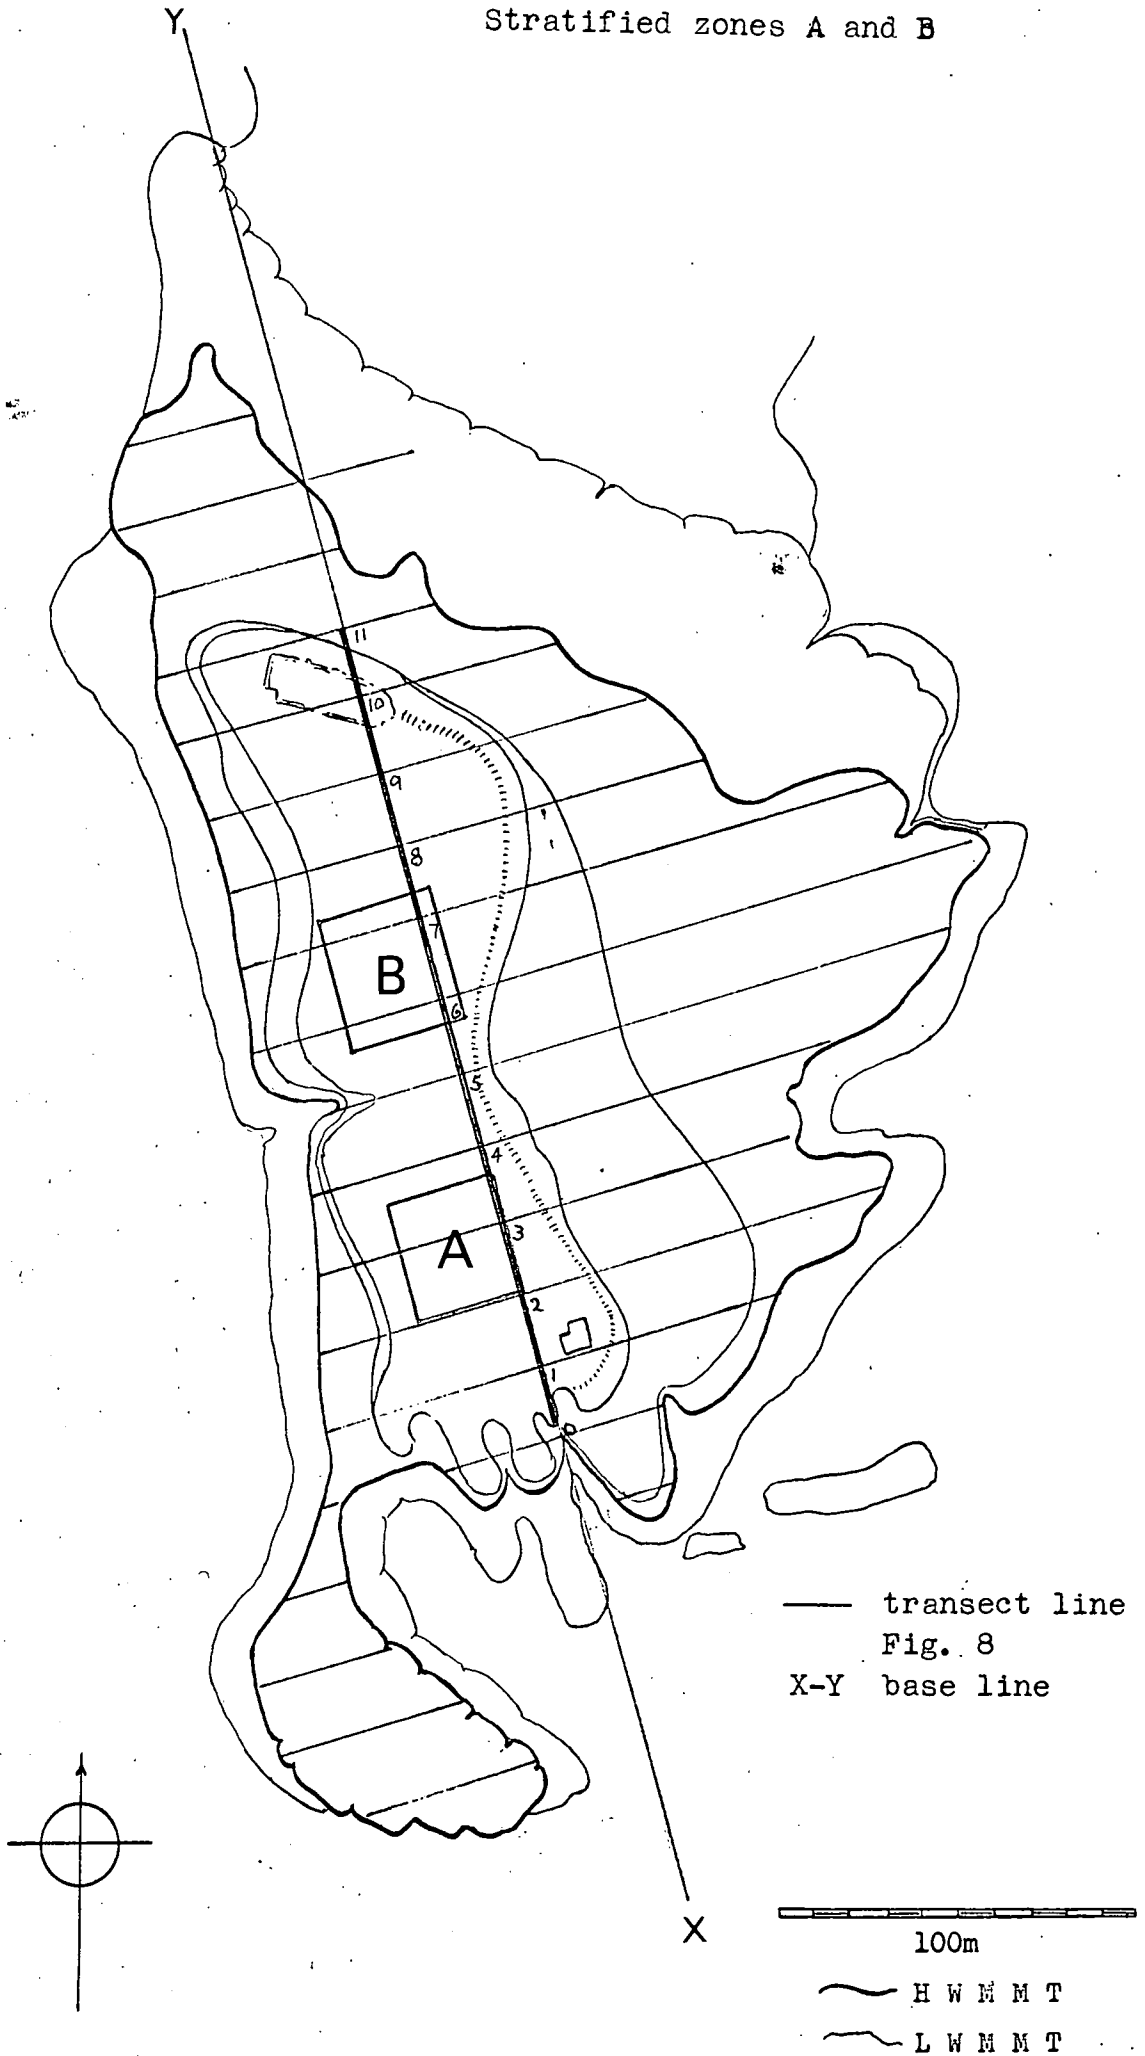 Stratified zones A and B
Y
11
10
9
8
7
B
6
5
4
A
3
2
1
0
transect line
Fig. 8
X-Y base line
X
100m
H W M M T
L W M M T